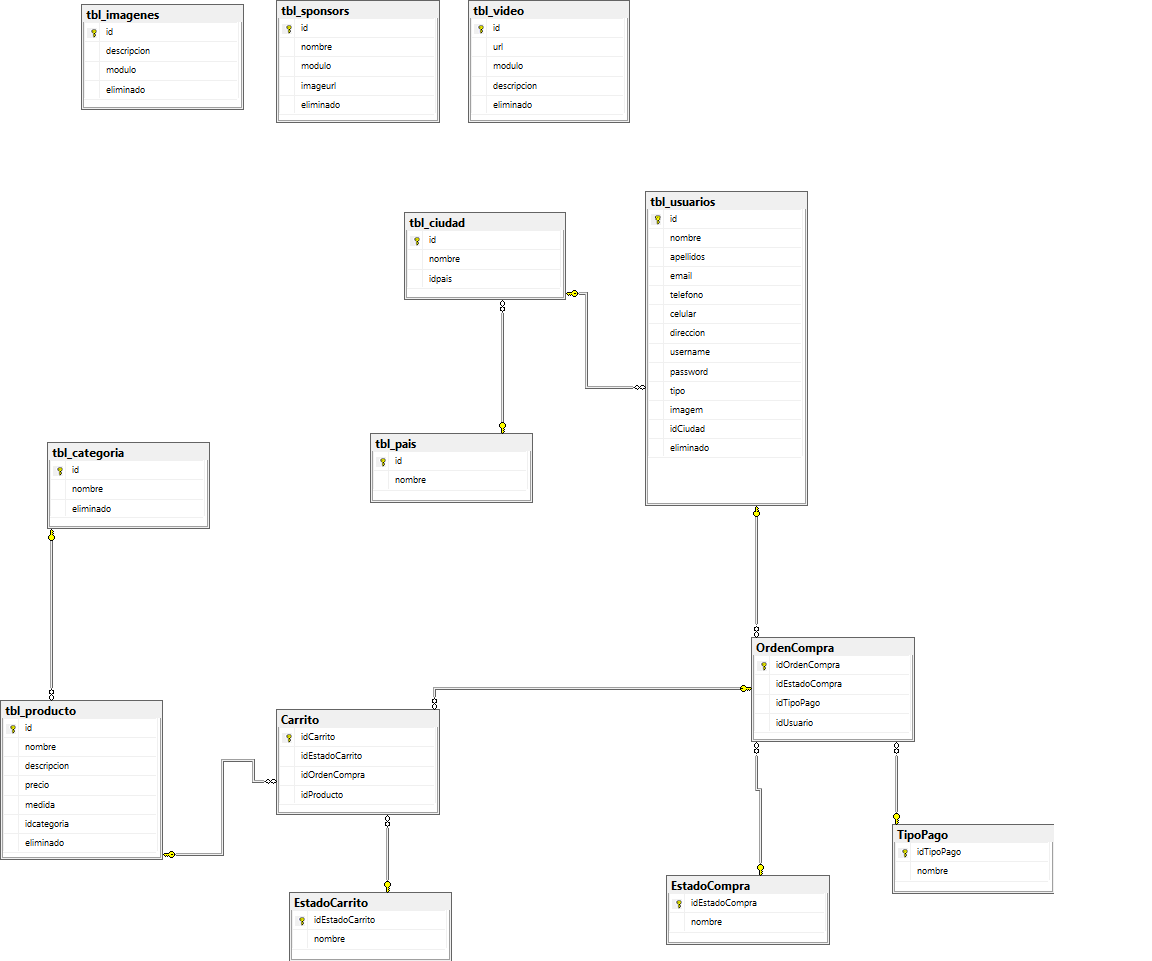 tbl_imagenes
id
descripcion
modulo
eliminado
tbl_sponsors
id
nombre
modulo
imageurl
eliminado
tbl_video
id
url
modulo
descripcion
eliminado
tbl_ciudad
id
nombre
idpais
tbl_usuarios
id
nombre
apellidos
email
telefono
celular
direccion
username
password
tipo
imagem
idCiudad
eliminado
tbl_pais
id
nombre
tbl_categoria
id
nombre
eliminado
OrdenCompra
idOrdenCompra
idEstadoCompra
idTipoPago
idUsuario
tbl_producto
id
nombre
descripcion
precio
medida
idcategoria
eliminado
Carrito
idCarrito
idEstadoCarrito
idOrdenCompra
idProducto
TipoPago
idTipoPago
nombre
EstadoCompra
idEstadoCompra
nombre
EstadoCarrito
idEstadoCarrito
nombre